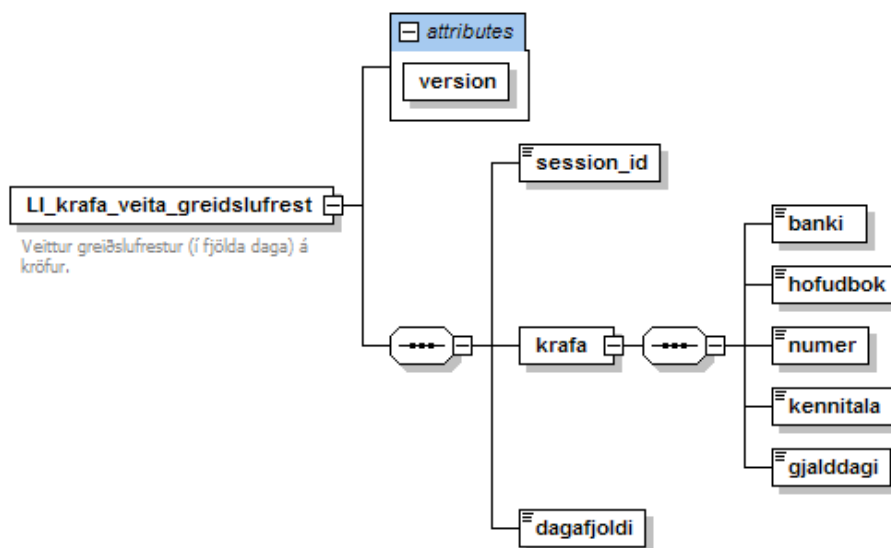 attributes
version
session_id
LI_krafa_veita_greidslufrest
Veittur greiðslufrestur (í fjölda daga) á
kröfur.
banki
hofudbok
krafa
numer
kennitala
gjalddagi
dagafjoldi